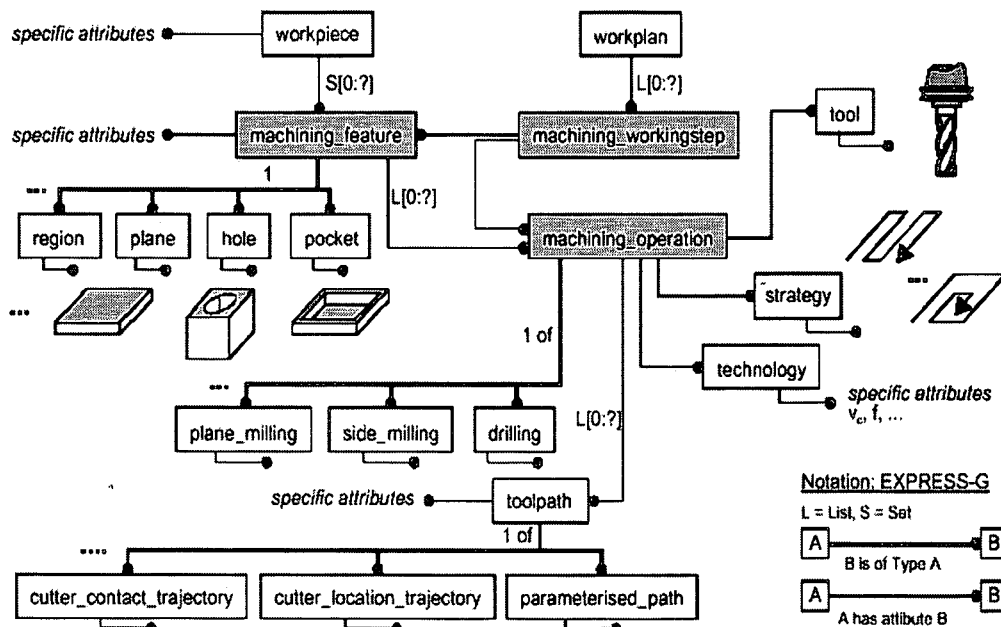 specific attributes
workpiece
workplan
S[0:?]
L[0:?]
tool
specific attributes
machining_feature
machining_workingstep
1
L[0:?]
...
region
plane
hole
pocket
machining_operation
...
strategy
...
1 of
technology
specific attributes
v_c, f, ...
...
plane_milling
side_milling
drilling
L[0:?]
specific attributes
toolpath
Notation: EXPRESS-G
L = List, S = Set
1 of
A
B
B is of Type A
....
cutter_contact_trajectory
cutter_location_trajectory
parameterised_path
A
B
A has attibute B